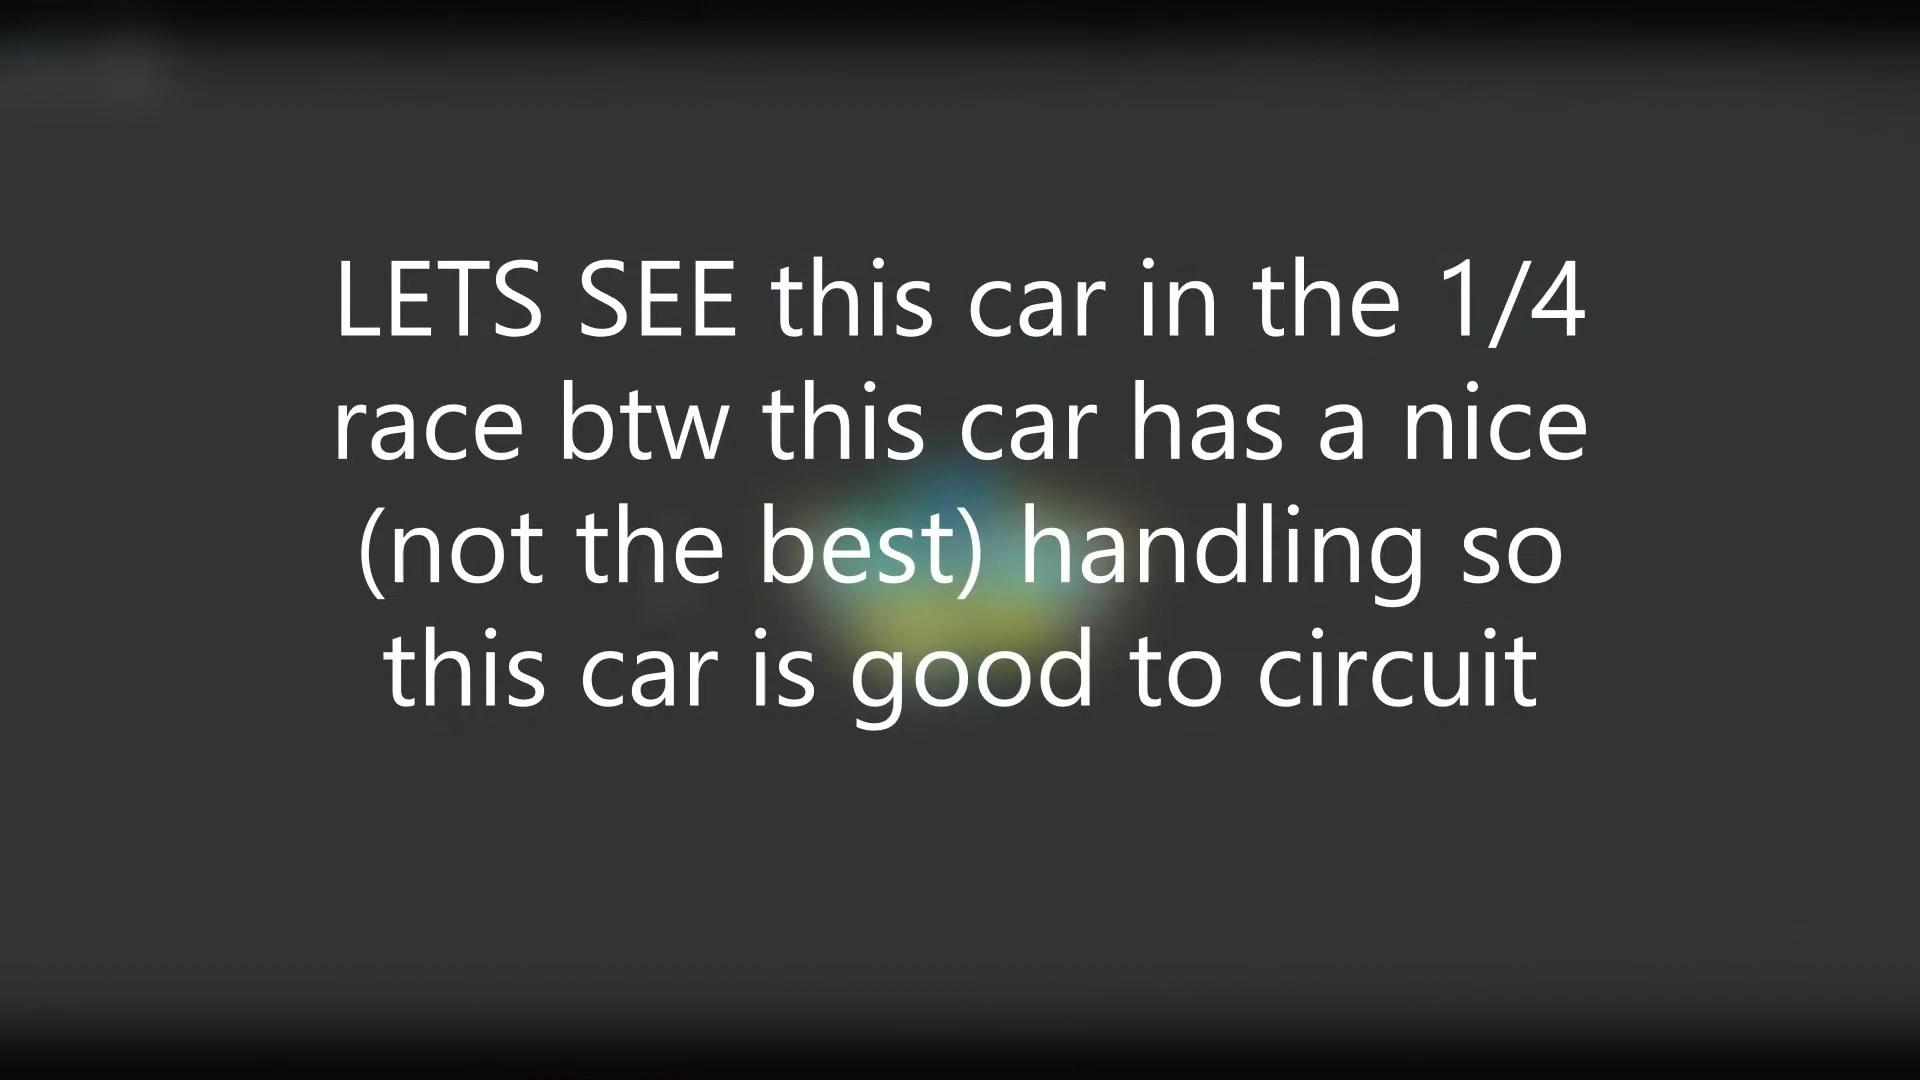 LETS SEE this car in the 1/4
race btw this car has a nice
(not the best) handling so
this car is good to circuit